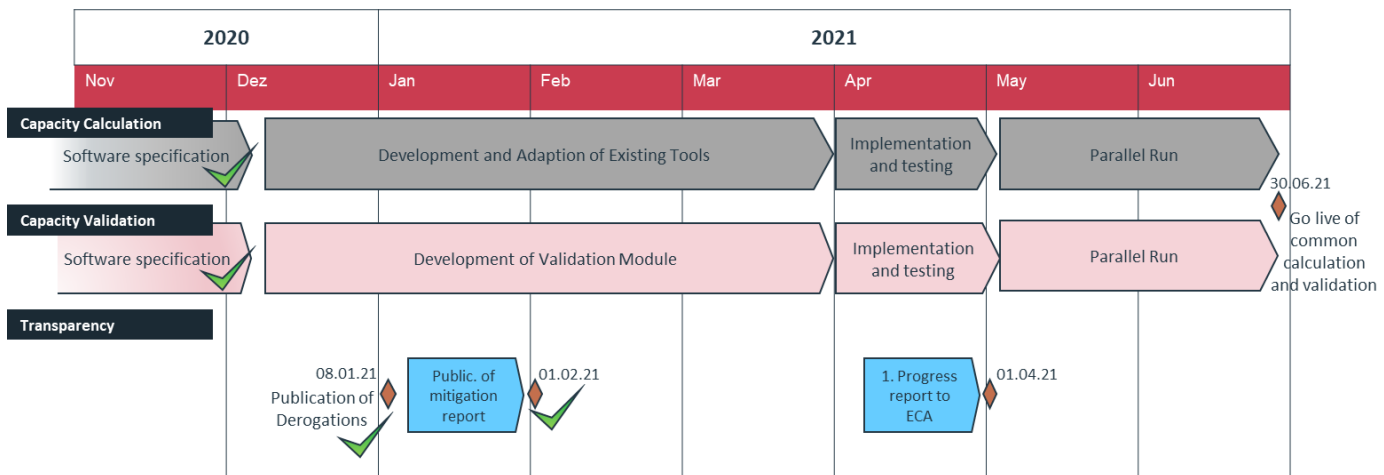 2020
2021
Nov
Dez
Jan
Feb
Mar
Apr
May
Jun
Capacity Calculation
Software specification
Development and Adaption of Existing Tools
Implementation
and testing
Parallel Run
30.06.21
Go live of
common
calculation
and validation
Capacity Validation
Software specification
Development of Validation Module
Implementation
and testing
Parallel Run
Transparency
08.01.21
Publication of
Derogations
Public. of
mitigation
report
01.02.21
1. Progress
report to
ECA
01.04.21